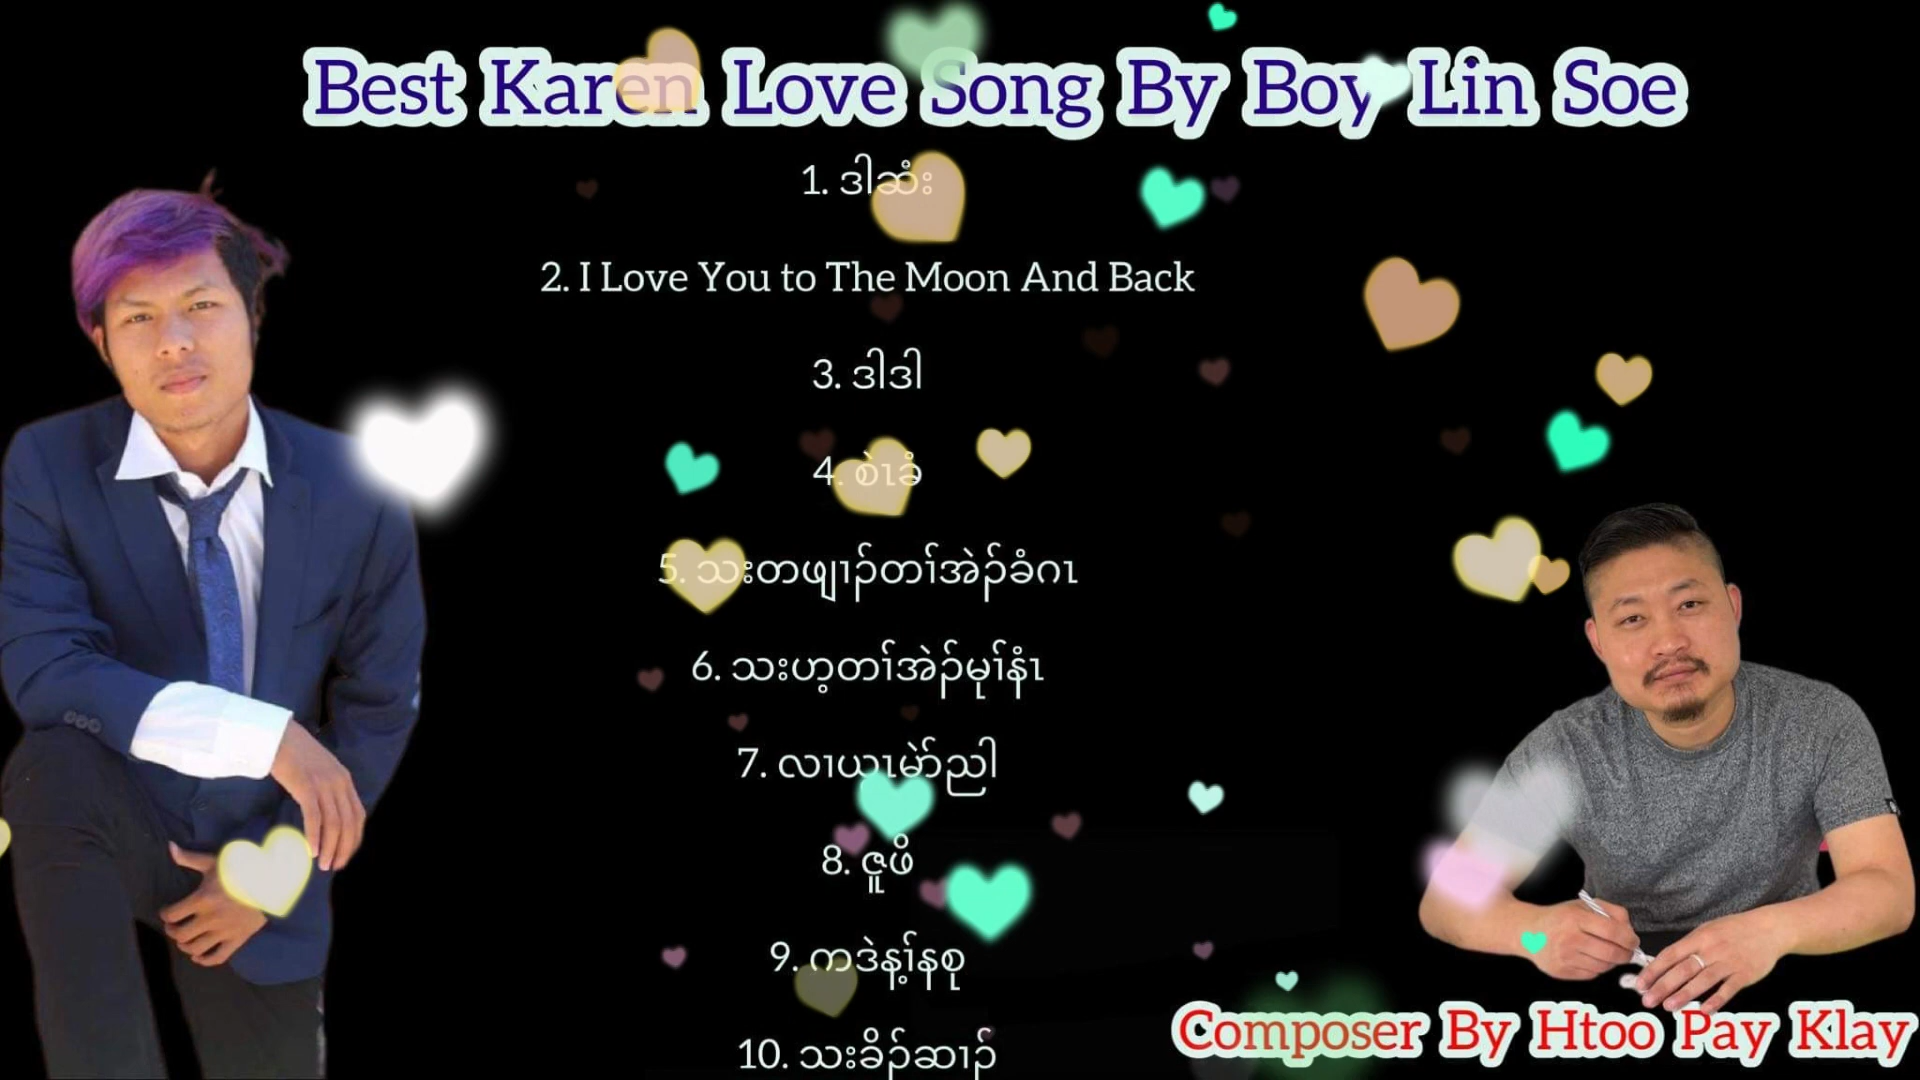 Best Karen Love Song By Boy Lin Soe
1. ဒါဆံး
2. I Love You to The Moon And Back
3. ဒါဒါ
4. စဲၤခံ
5. သးတဖျၢၣ်တၢ်အဲၣ်ခံဂၤ
6. သးဟ့တၢ်အဲၣ်မုၢ်နံၤ
7. လၢယုၤမဲာ်ညါ
8. ဇူဖိ
9. ကဒဲန့ၢ်နစု
10. သးခိၣ်ဆၢၣ်
Composer By Htoo Pay Klay